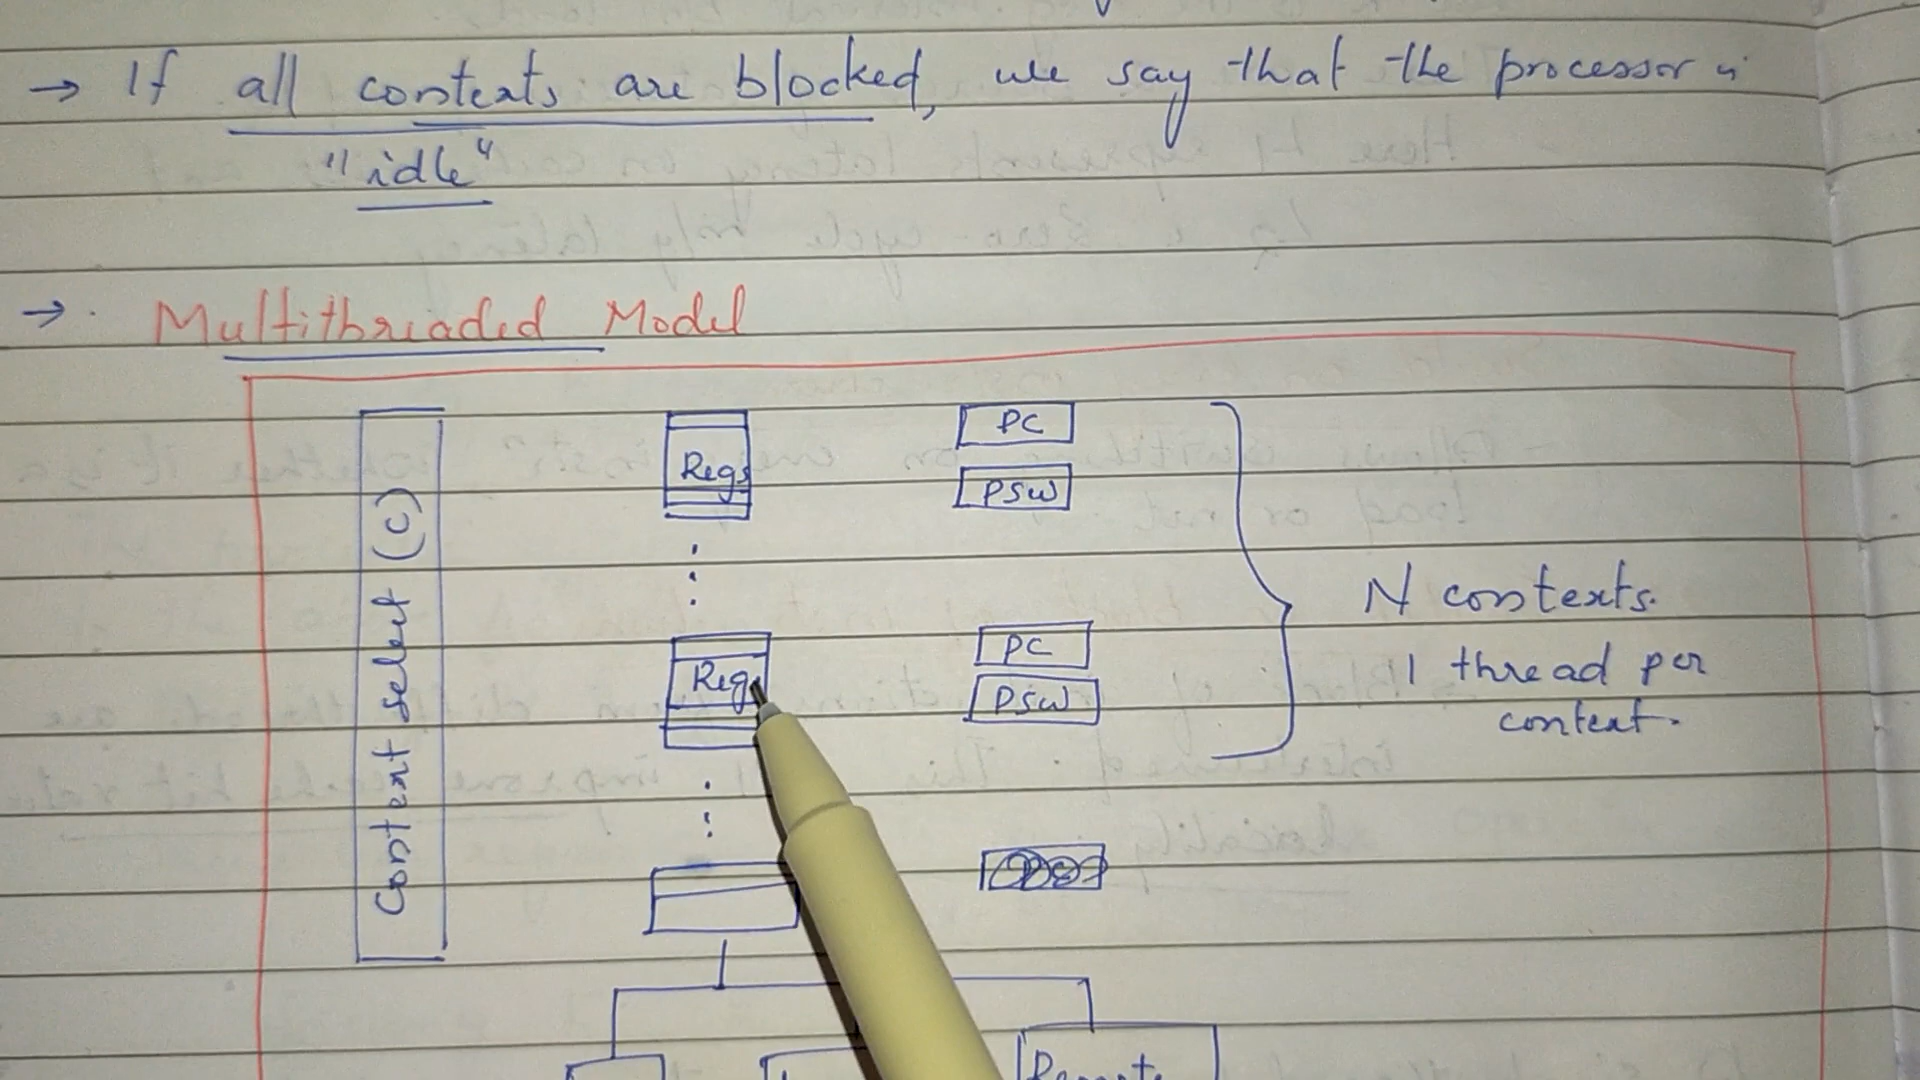 → If all contexts are blocked, we say that the processor is
"idle"
→ Multithreaded Model
Context select (C)
Regs
PC
PSW
Regs
PC
PSW
N contexts.
1 thread per
context.
Remote